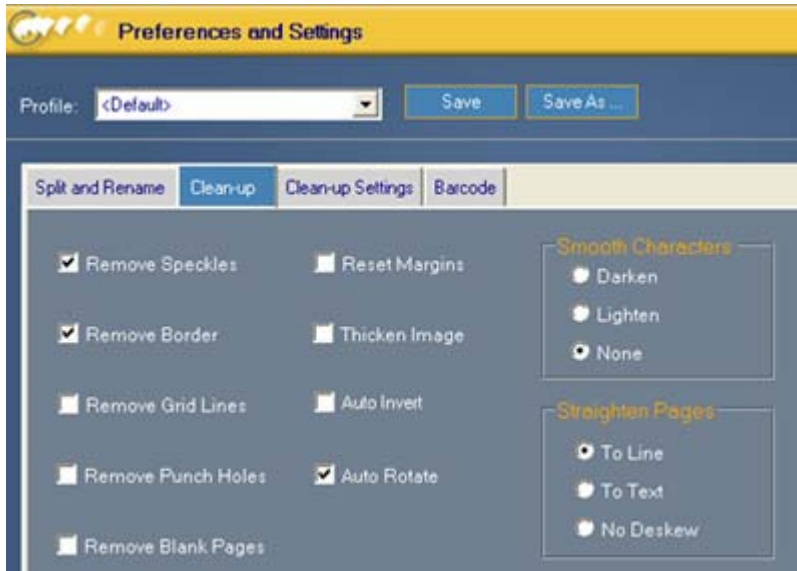 Preferences and Settings
Profile: <Default> Save Save As ...
Split and Rename Clean-up Clean-up Settings Barcode
Remove Speckles
Remove Border
Remove Grid Lines
Remove Punch Holes
Remove Blank Pages
Reset Margins
Thicken Image
Auto Invert
Auto Rotate
Smooth Characters
Darken
Lighten
None
Straighten Pages
To Line
To Text
No Deskew